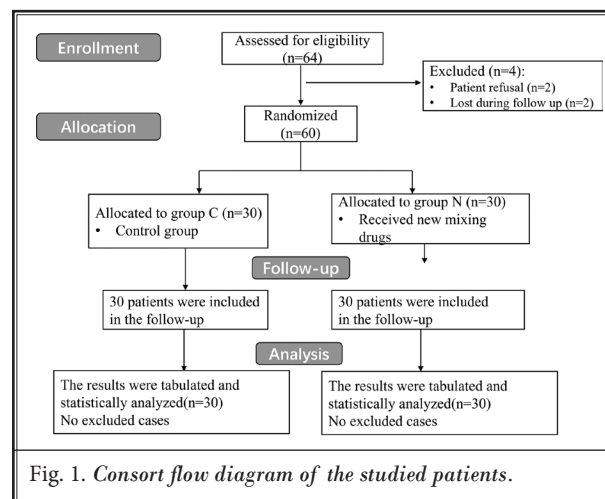 Enrollment
Assessed for eligibility
(n=64)
Excluded (n=4):
• Patient refusal (n=2)
• Lost during follow up (n=2)
Allocation
Randomized
(n=60)
Allocated to group C (n=30)
• Control group
Allocated to group N (n=30)
• Received new mixing
drugs
Follow-up
30 patients were included
in the follow-up
30 patients were included
in the follow-up
Analysis
The results were tabulated and
statistically analyzed(n=30)
No excluded cases
The results were tabulated and
statistically analyzed(n=30)
No excluded cases
Fig. 1. Consort flow diagram of the studied patients.